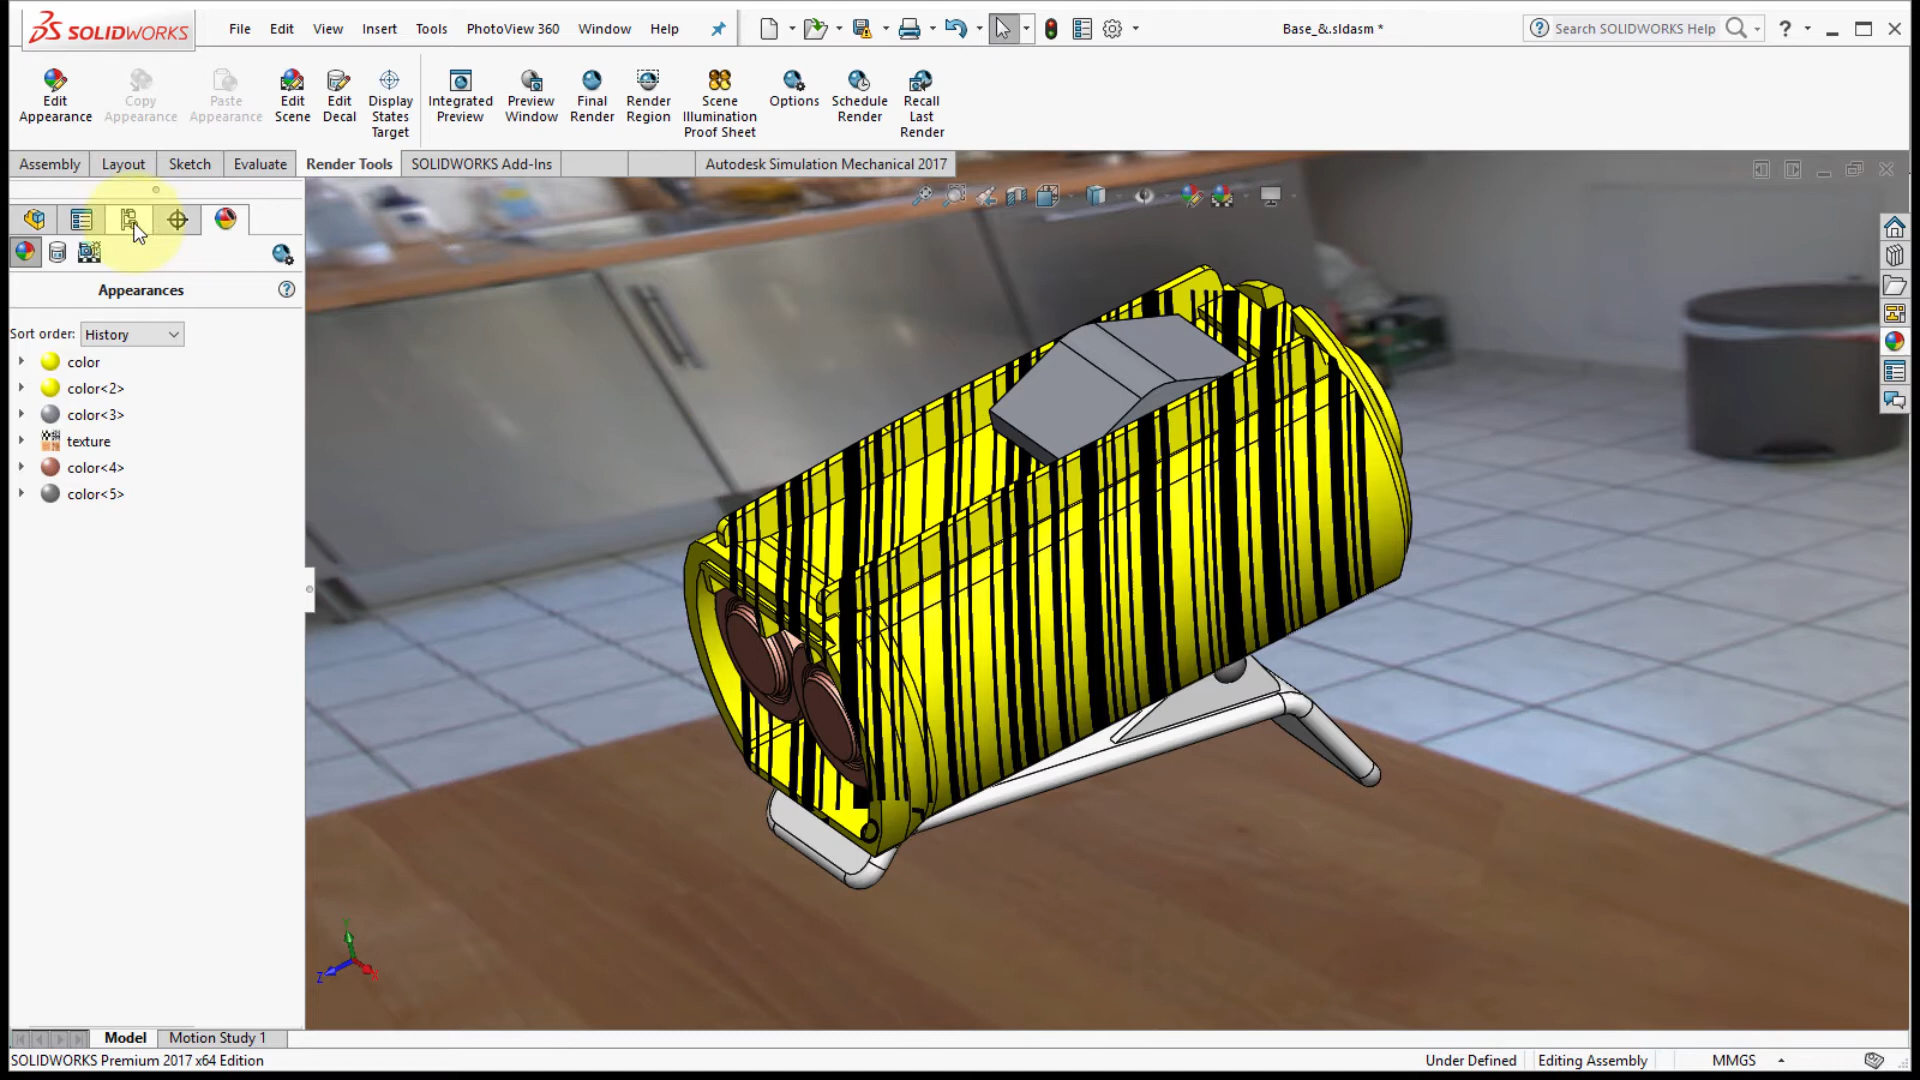 SOLIDWORKS File Edit View Insert Tools PhotoView 360 Window Help Base_&.sldasm * Search SOLIDWORKS Help
Edit Appearance
Copy Appearance
Paste Appearance
Edit Scene
Edit Decal
Display States Target
Integrated Preview
Preview Window
Final Render
Render Region
Scene Illumination Proof Sheet
Options
Schedule Render
Recall Last Render
Assembly Layout Sketch Evaluate Render Tools SOLIDWORKS Add-Ins Autodesk Simulation Mechanical 2017
Appearances
Sort order: History
color
color<2>
color<3>
texture
color<4>
color<5>
Y
Z
X
Model Motion Study 1
SOLIDWORKS Premium 2017 x64 Edition Under Defined Editing Assembly MMGS